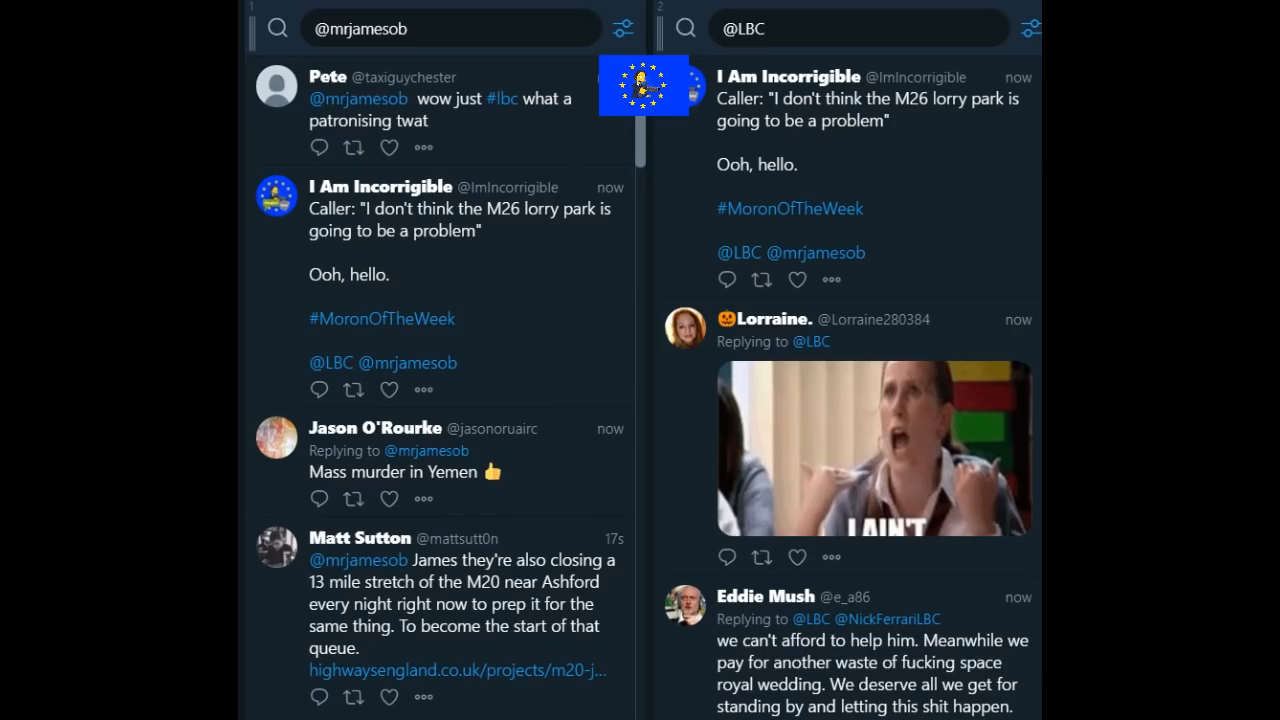 1
@mrjamesob
Pete @taxiguychester
@mrjamesob wow just #lbc what a
patronising twat
I Am Incorrigible @ImIncorrigible now
Caller: "I don't think the M26 lorry park is
going to be a problem"
Ooh, hello.
#MoronOfTheWeek
@LBC @mrjamesob
Jason O'Rourke @jasonoruairc now
Replying to @mrjamesob
Mass murder in Yemen 👍
Matt Sutton @mattsutt0n 17s
@mrjamesob James they're also closing a
13 mile stretch of the M20 near Ashford
every night right now to prep it for the
same thing. To become the start of that
queue.
highwaysengland.co.uk/projects/m20-j...
2
@LBC
I Am Incorrigible @ImIncorrigible now
Caller: "I don't think the M26 lorry park is
going to be a problem"
Ooh, hello.
#MoronOfTheWeek
@LBC @mrjamesob
🎃Lorraine. @Lorraine280384 now
Replying to @LBC
I AIN'T
Eddie Mush @e_a86 now
Replying to @LBC @NickFerrariLBC
we can't afford to help him. Meanwhile we
pay for another waste of fucking space
royal wedding. We deserve all we get for
standing by and letting this shit happen.